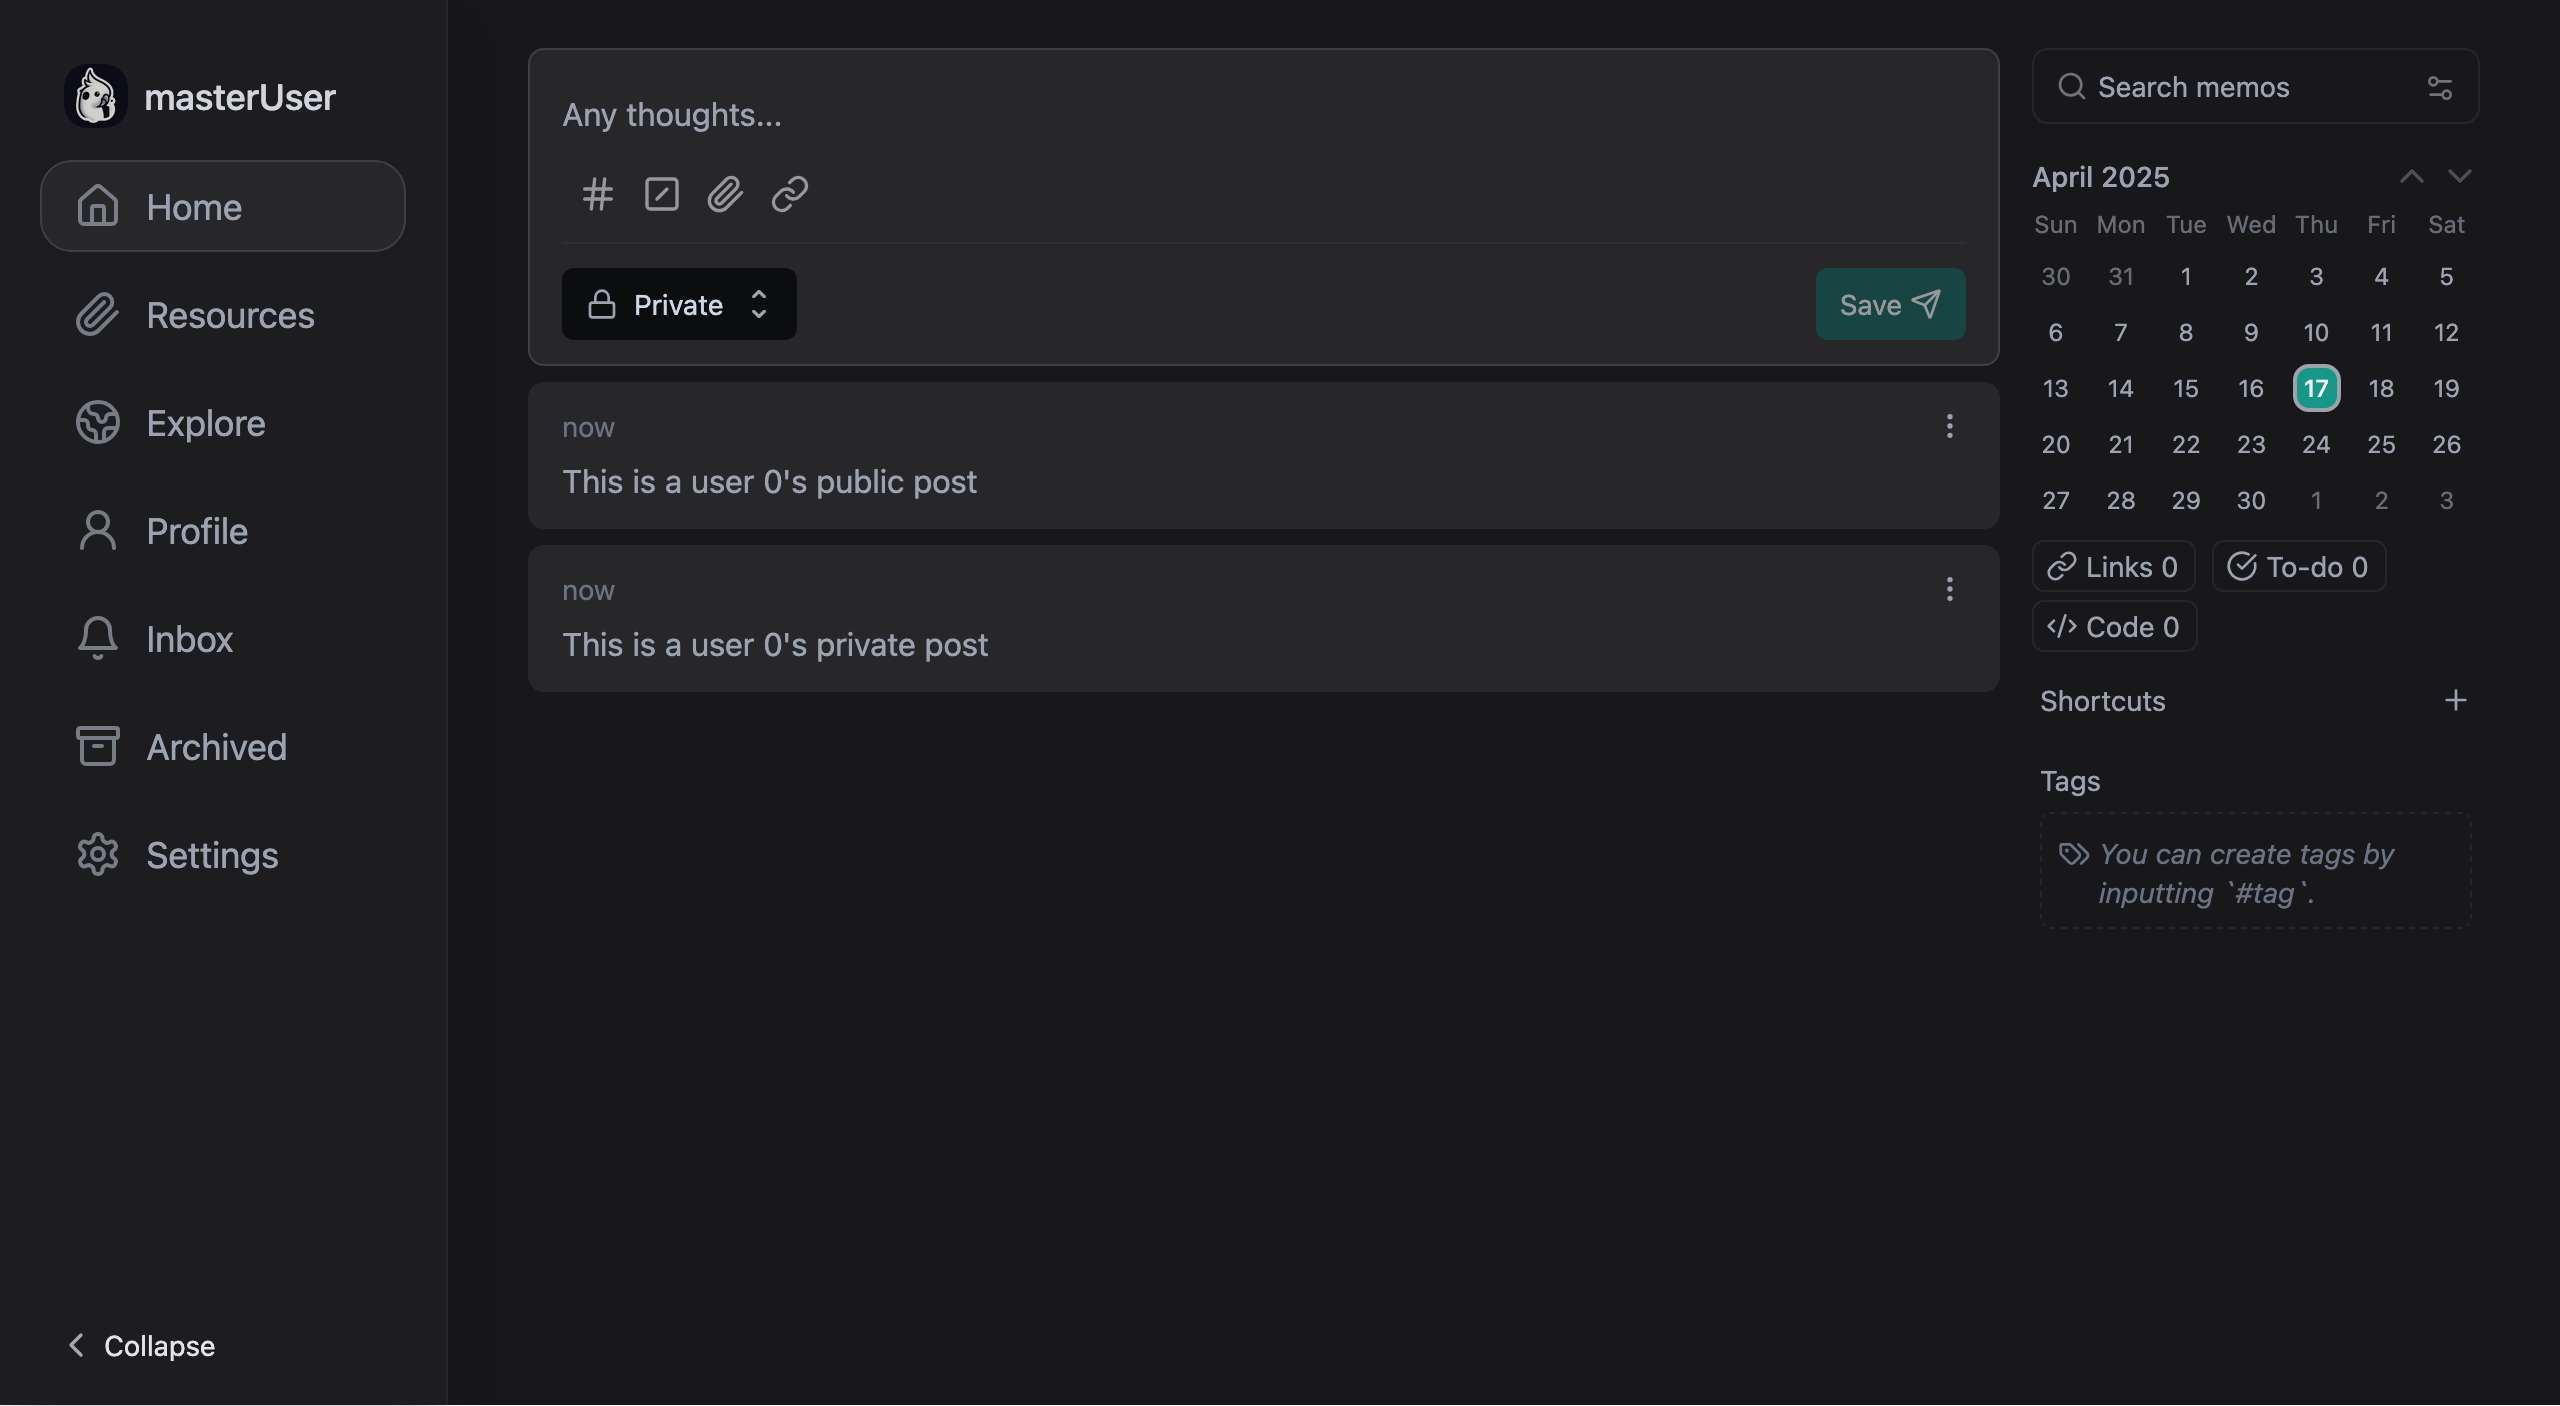 masterUser
Home
Resources
Explore
Profile
Inbox
Archived
Settings
Collapse
Any thoughts...
Private
Save
now
This is a user 0's public post
now
This is a user 0's private post
Search memos
April 2025
Sun Mon Tue Wed Thu Fri Sat
30 31 1 2 3 4 5
6 7 8 9 10 11 12
13 14 15 16 17 18 19
20 21 22 23 24 25 26
27 28 29 30 1 2 3
Links 0 To-do 0
Code 0
Shortcuts
Tags
You can create tags by
inputting `#tag`.